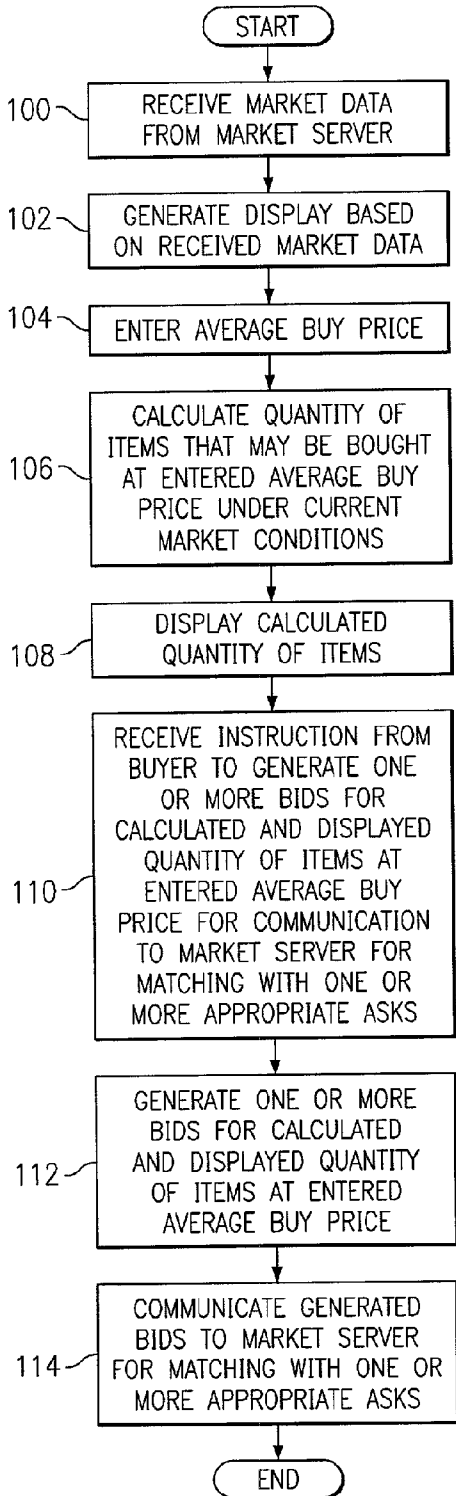 START
100
RECEIVE MARKET DATA
FROM MARKET SERVER
102
GENERATE DISPLAY BASED
ON RECEIVED MARKET DATA
104
ENTER AVERAGE BUY PRICE
106
CALCULATE QUANTITY OF
ITEMS THAT MAY BE BOUGHT
AT ENTERED AVERAGE BUY
PRICE UNDER CURRENT
MARKET CONDITIONS
108
DISPLAY CALCULATED
QUANTITY OF ITEMS
110
RECEIVE INSTRUCTION FROM
BUYER TO GENERATE ONE
OR MORE BIDS FOR
CALCULATED AND DISPLAYED
QUANTITY OF ITEMS AT
ENTERED AVERAGE BUY
PRICE FOR COMMUNICATION
TO MARKET SERVER FOR
MATCHING WITH ONE OR
MORE APPROPRIATE ASKS
112
GENERATE ONE OR MORE
BIDS FOR CALCULATED
AND DISPLAYED QUANTITY
OF ITEMS AT ENTERED
AVERAGE BUY PRICE
114
COMMUNICATE GENERATED
BIDS TO MARKET SERVER
FOR MATCHING WITH ONE OR
MORE APPROPRIATE ASKS
END